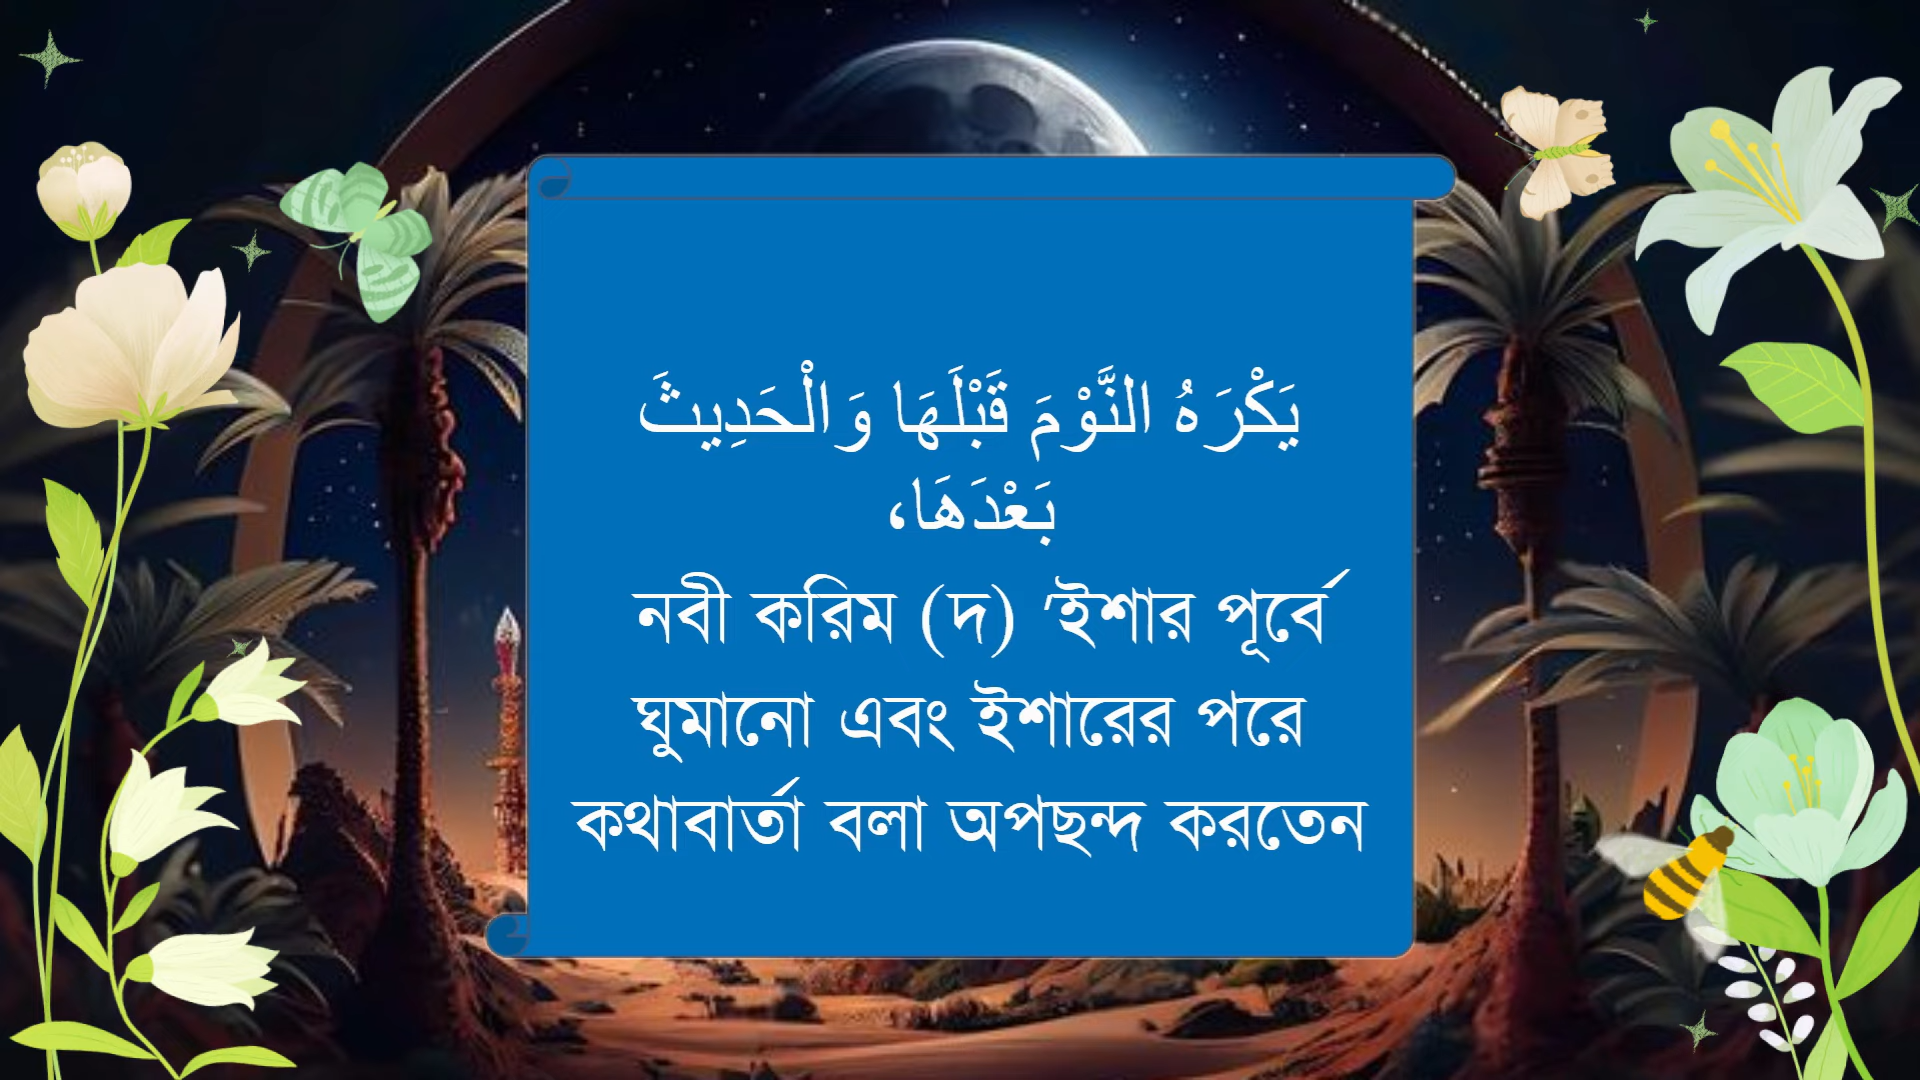 يَكْرَهُ النَّوْمَ قَبْلَهَا وَالْحَدِيثَ
بَعْدَهَا،
নবী করিম (দ) ‘ইশার পূর্বে
ঘুমানো এবং ইশারের পরে
কথাবার্তা বলা অপছন্দ করতেন